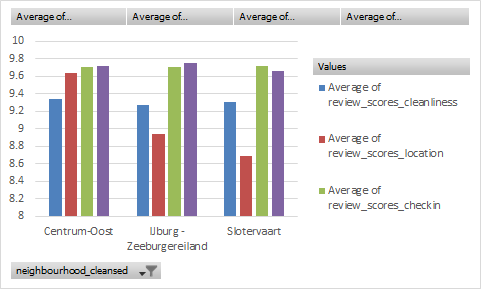 Average of...
Average of...
Average of...
Average of...
10
9.8
9.6
9.4
9.2
9
8.8
8.6
8.4
8.2
8
Centrum-Oost
IJburg -
Zeeburgereiland
Slotervaart
Values
Average of
review_scores_cleanliness
Average of
review_scores_location
Average of
review_scores_checkin
neighbourhood_cleansed